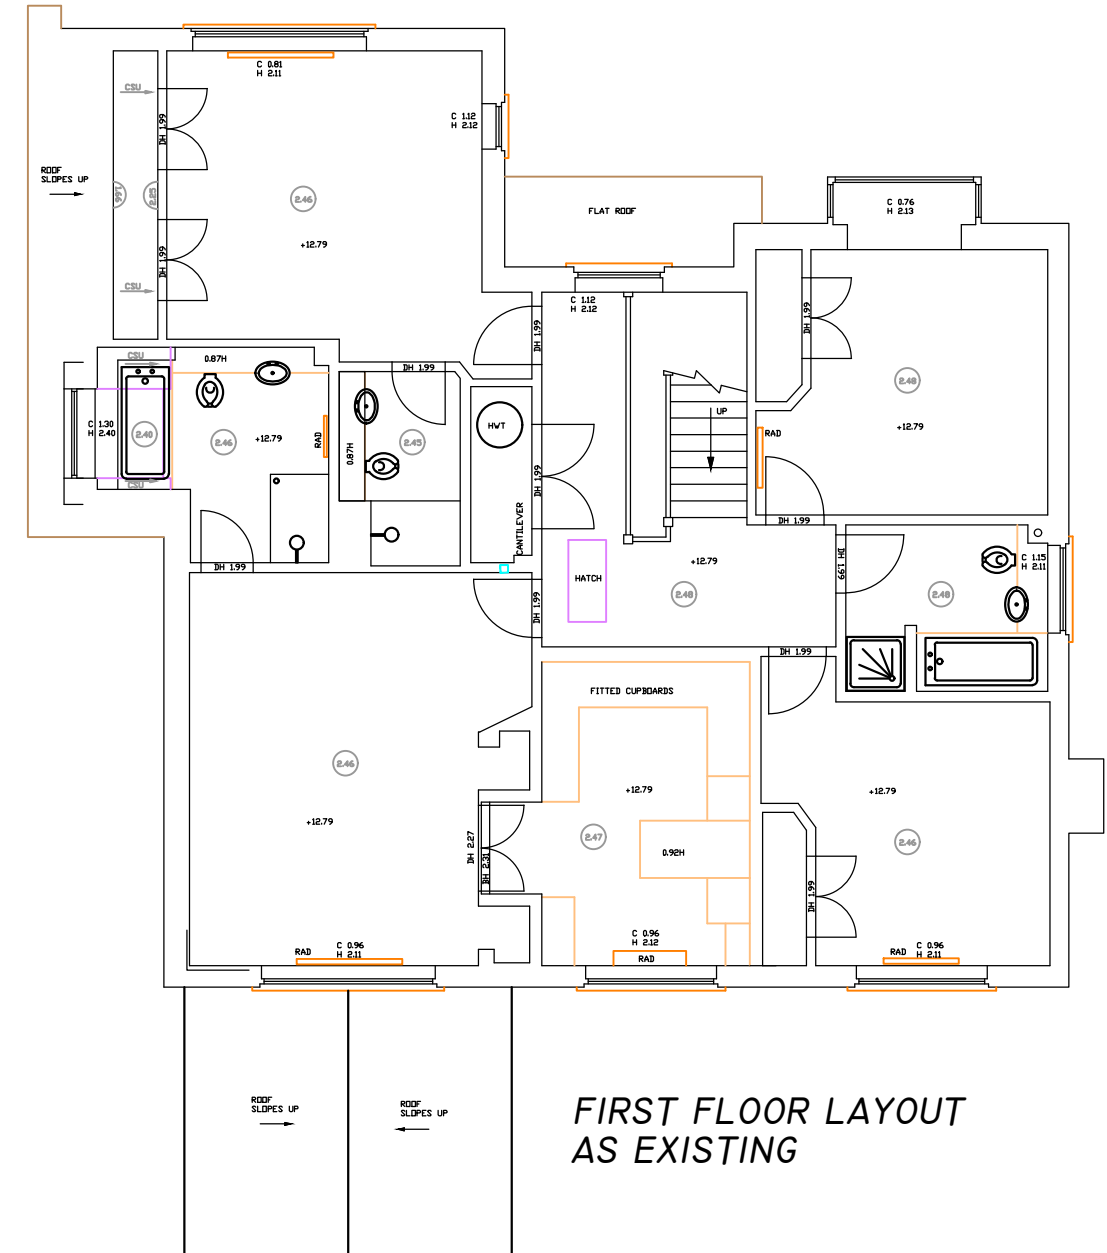 C 0.81
H 2.11
CSU
DH 1.99
C 1.12
H 2.12
ROOF
SLOPES UP
1.69
2.25
2.46
FLAT ROOF
C 0.76
H 2.13
+12.79
DH 1.99
CSU
C 1.12
H 2.12
DH 1.99
DH 1.99
CSU
0.87H
DH 1.99
2.48
C 1.30
H 2.40
2.40
2.46
+12.79
RAD
0.87H
2.45
HWT
UP
+12.79
RAD
CSU
DH 1.99
CANTILEVER
DH 1.99
DH 1.99
HATCH
+12.79
2.48
DH 1.99
2.48
C 1.15
H 2.11
DH 1.99
DH 1.99
FITTED CUPBOARDS
2.46
+12.79
+12.79
+12.79
DH 2.27
DH 2.31
2.47
0.92H
2.46
DH 1.99
RAD
C 0.96
H 2.11
C 0.96
H 2.12
RAD
RAD
C 0.96
H 2.11
ROOF
SLOPES UP
ROOF
SLOPES UP
FIRST FLOOR LAYOUT
AS EXISTING